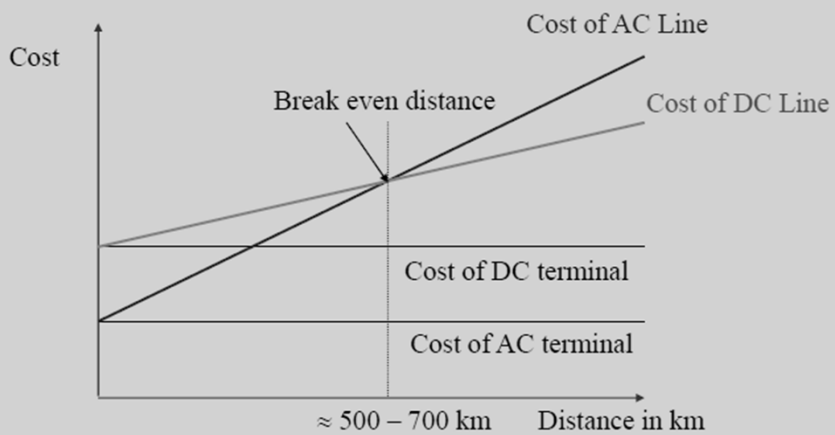 Cost of AC Line
Cost
Break even distance
Cost of DC Line
Cost of DC terminal
Cost of AC terminal
≈ 500 – 700 km
Distance in km